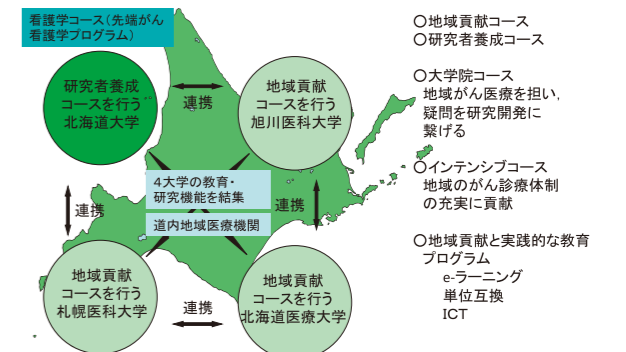 看護学コース(先端がん
看護学プログラム)
研究者養成
コースを行う
北海道大学
連携
地域貢献
コースを行う
旭川医科大学
4大学の教育・
研究機能を結集
道内地域医療機関
連携
連携
地域貢献
コースを行う
札幌医科大学
連携
地域貢献
コースを行う
北海道医療大学
○地域貢献コース
○研究者養成コース
○大学院コース
地域がん医療を担い,
疑問を研究開発に
繋げる
○インテンシブコース
地域のがん診療体制
の充実に貢献
○地域貢献と実践的な教育
プログラム
e-ラーニング
単位互換
ICT